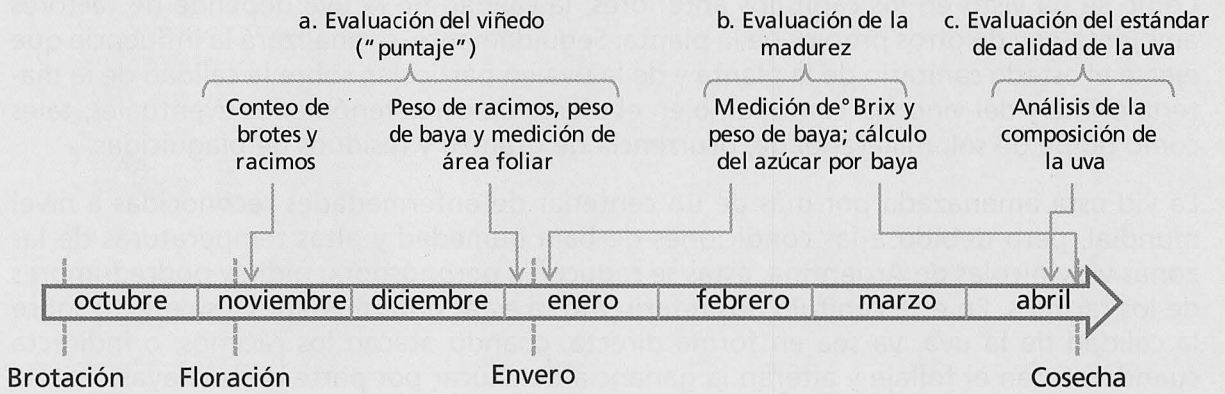 a. Evaluación del viñedo
("puntaje")
b. Evaluación de la
madurez
c. Evaluación del estándar
de calidad de la uva
Conteo de
brotes y
racimos
Peso de racimos, peso
de baya y medición de
área foliar
Medición de° Brix y
peso de baya; cálculo
del azúcar por baya
Análisis de la
composición de
la uva
octubre noviembre diciembre enero febrero marzo abril
Brotación Floración Envero Cosecha